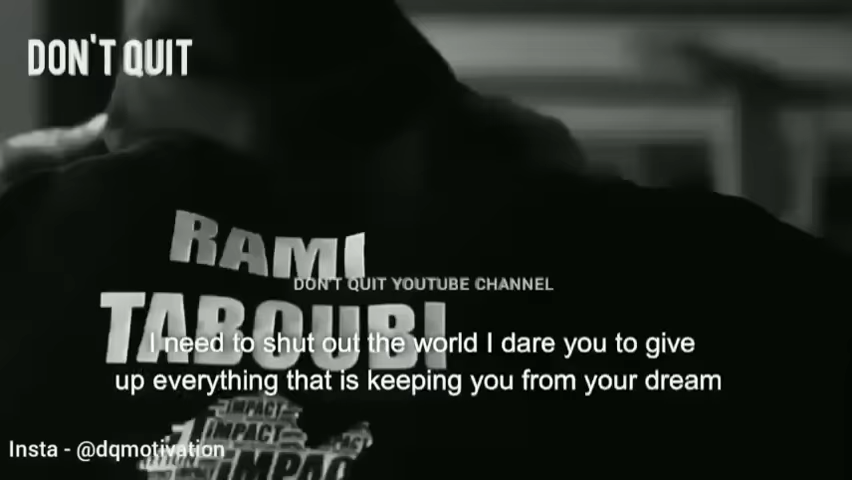 DON'T QUIT
RAMI
DON'T QUIT YOUTUBE CHANNEL
TABOUBI
I need to shut out the world I dare you to give
up everything that is keeping you from your dream
IMPACT
IMPACT
Insta - @dqmotivation